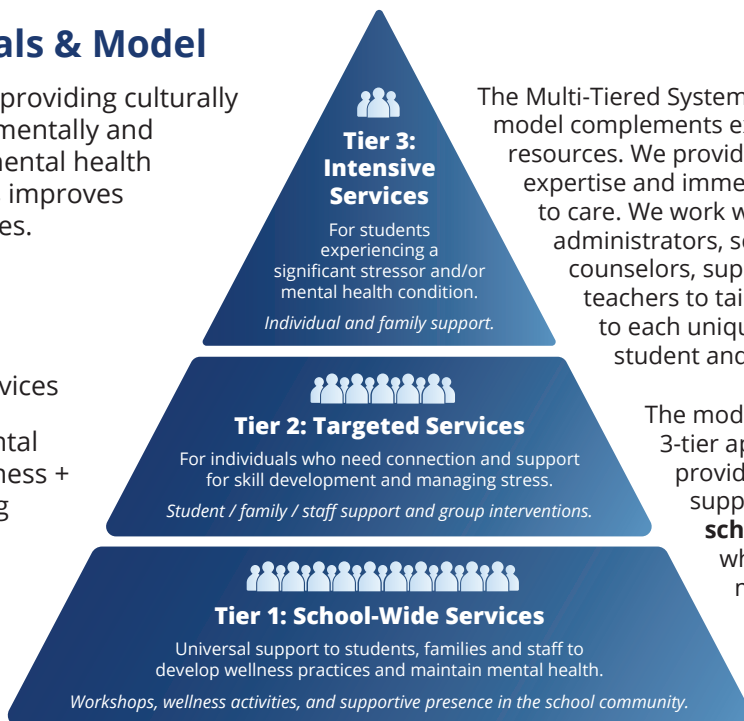 als & Model
providing culturally
mentally and
mental health
improves
es.
vices
ntal
ness +
g
Tier 3:
Intensive
Services
For students
experiencing a
significant stressor and/or
mental health condition.
Individual and family support.
Tier 2: Targeted Services
For individuals who need connection and support
for skill development and managing stress.
Student / family / staff support and group interventions.
Tier 1: School-Wide Services
Universal support to students, families and staff to
develop wellness practices and maintain mental health.
Workshops, wellness activities, and supportive presence in the school community.
The Multi-Tiered System
model complements ex
resources. We provid
expertise and imme
to care. We work w
administrators, sc
counselors, sup
teachers to tai
to each uniqu
student and
The mod
3-tier ap
provid
supp
sch
wh
n